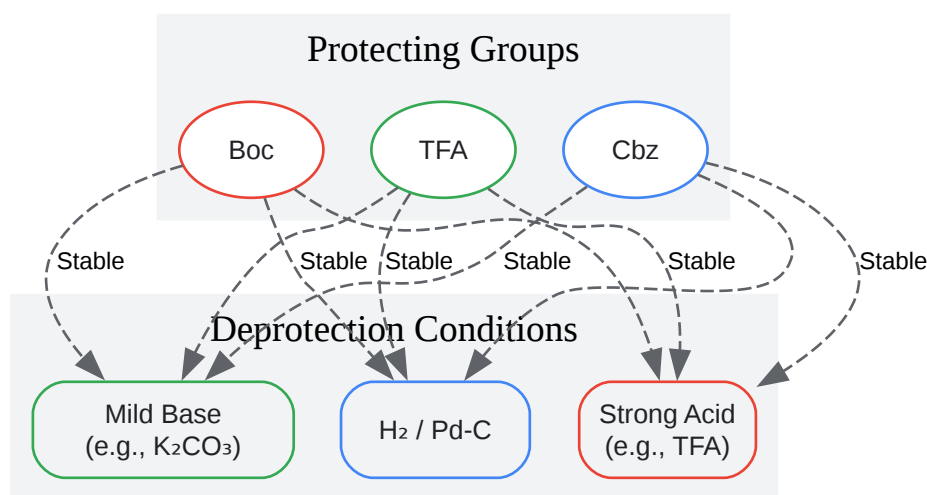 Protecting Groups
Boc
TFA
Cbz
Stable
Stable
Stable
Stable
Stable
Stable
Deprotection Conditions
Mild Base
(e.g., K₂CO₃)
H₂ / Pd-C
Strong Acid
(e.g., TFA)